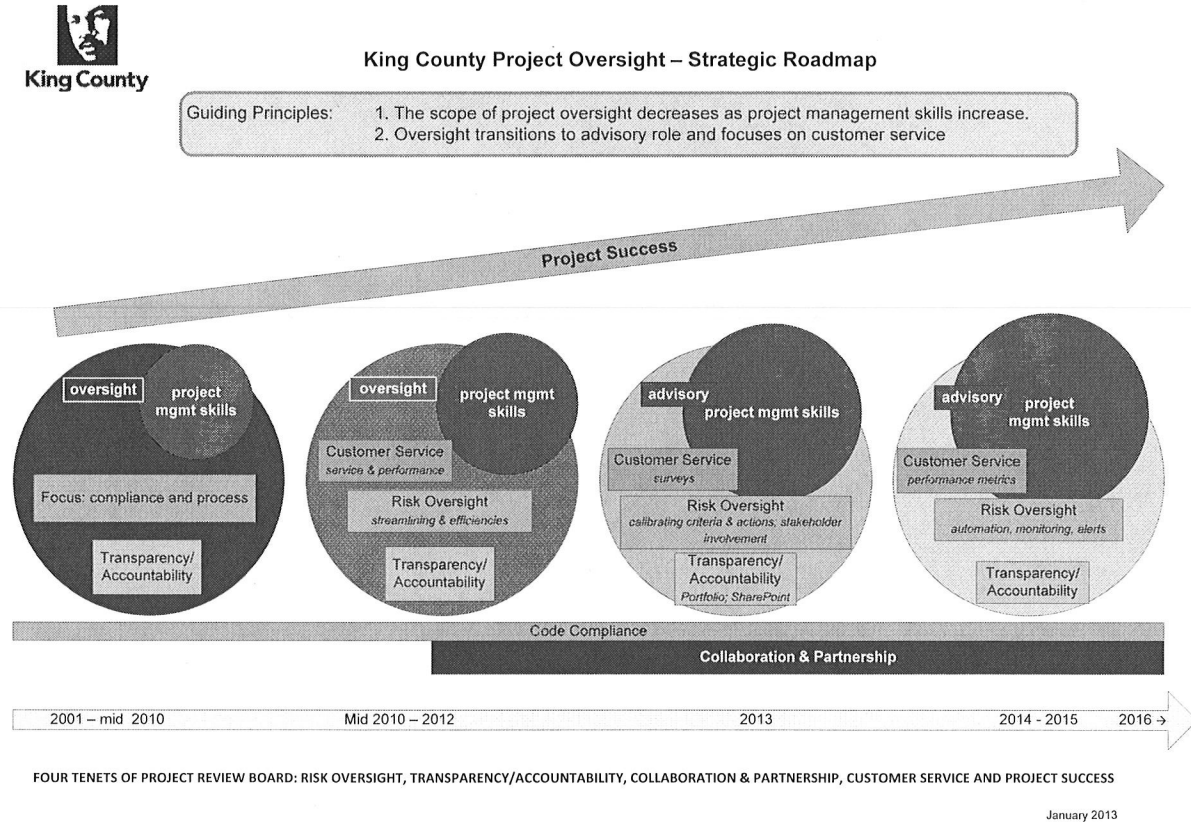 King County
King County Project Oversight – Strategic Roadmap
Guiding Principles: 1. The scope of project oversight decreases as project management skills increase.
2. Oversight transitions to advisory role and focuses on customer service
Project Success
oversight
project
mgmt skills
Focus: compliance and process
Transparency/
Accountability
oversight
project mgmt
skills
Customer Service
service & performance
Risk Oversight
streamlining & efficiencies
Transparency/
Accountability
advisory
project mgmt skills
Customer Service
surveys
Risk Oversight
calibrating criteria & actions; stakeholder
involvement
Transparency/
Accountability
Portfolio; SharePoint
advisory
project
mgmt skills
Customer Service
performance metrics
Risk Oversight
automation, monitoring, alerts
Transparency/
Accountability
Code Compliance
Collaboration & Partnership
2001 – mid 2010
Mid 2010 – 2012
2013
2014 - 2015
2016 →
FOUR TENETS OF PROJECT REVIEW BOARD: RISK OVERSIGHT, TRANSPARENCY/ACCOUNTABILITY, COLLABORATION & PARTNERSHIP, CUSTOMER SERVICE AND PROJECT SUCCESS
January 2013